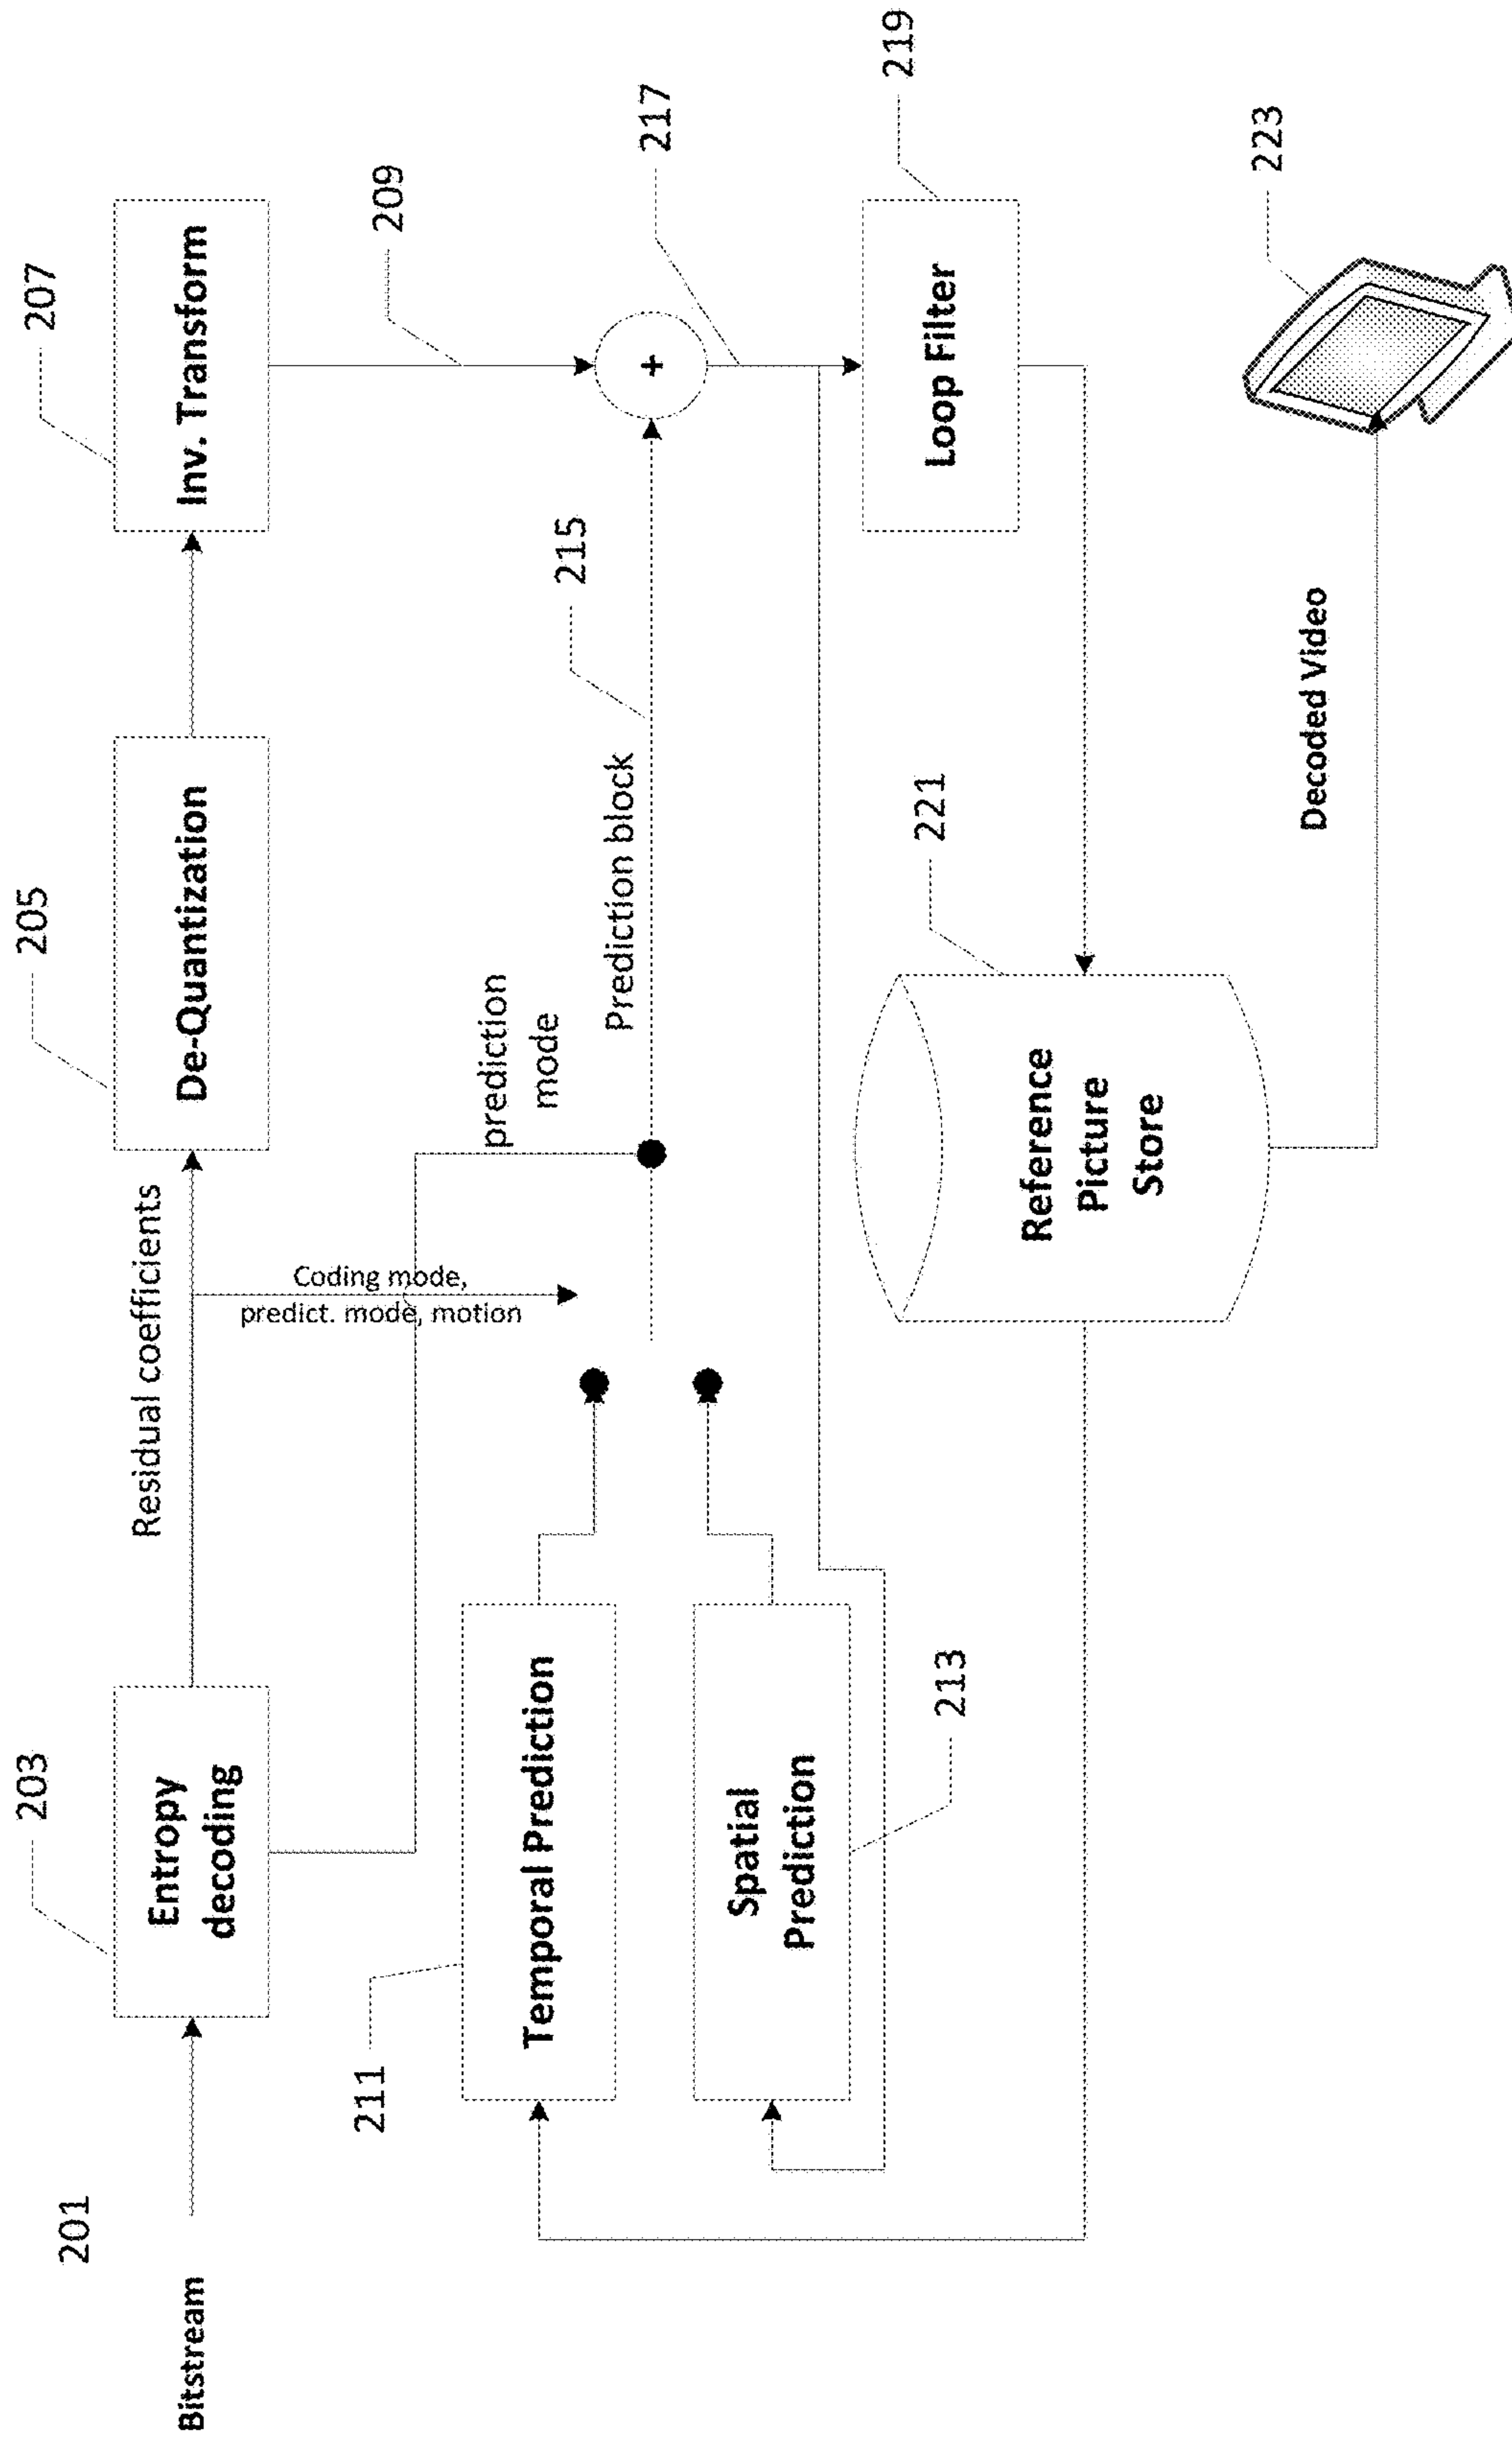 201
203
205
207
Bitstream
Entropy
decoding
Residual coefficients
De-Quantization
Inv. Transform
Coding mode,
predict. mode, motion
209
211
prediction
mode
215
Temporal Prediction
Prediction block
+
217
Spatial
Prediction
213
221
Loop Filter
219
Reference
Picture
Store
Decoded Video
223